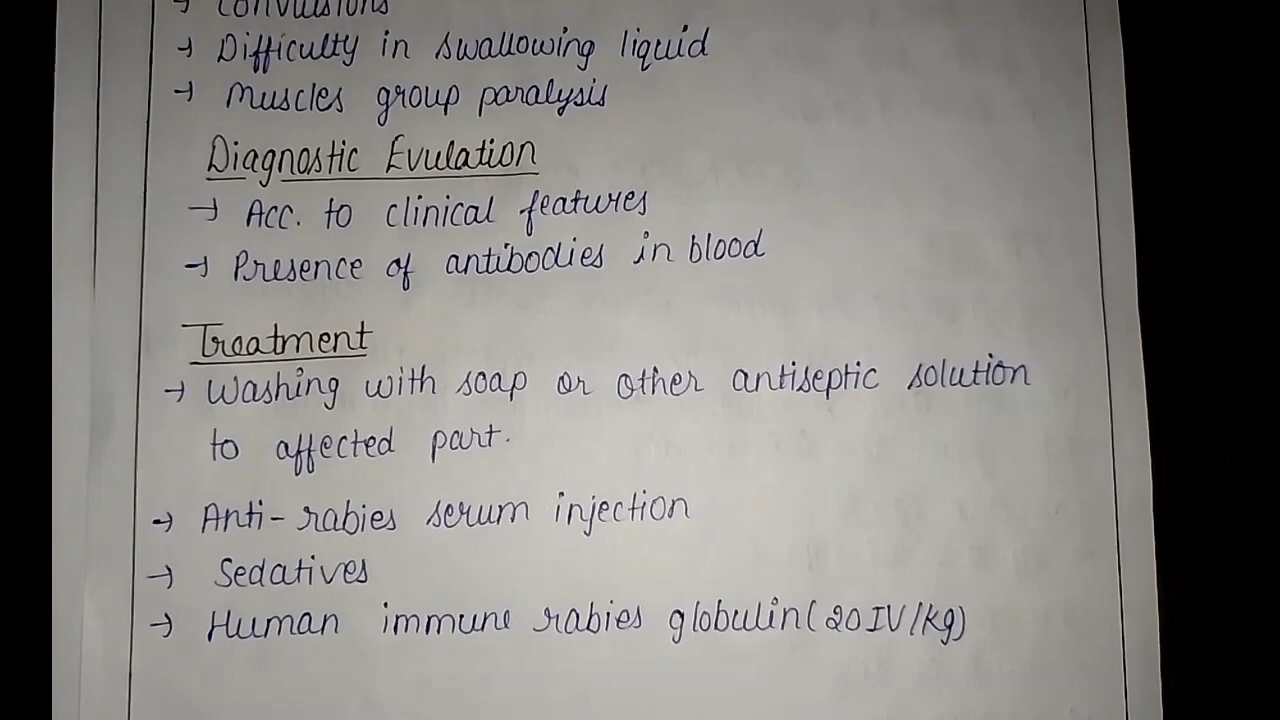 → Convulsions
→ Difficulty in swallowing liquid
→ Muscles group paralysis
Diagnostic Evulation
→ Acc. to clinical features
→ Presence of antibodies in blood
Treatment
→ Washing with soap or other antiseptic solution
to affected part.
→ Anti-rabies serum injection
→ Sedatives
→ Human immune rabies globulin (20IV/kg)